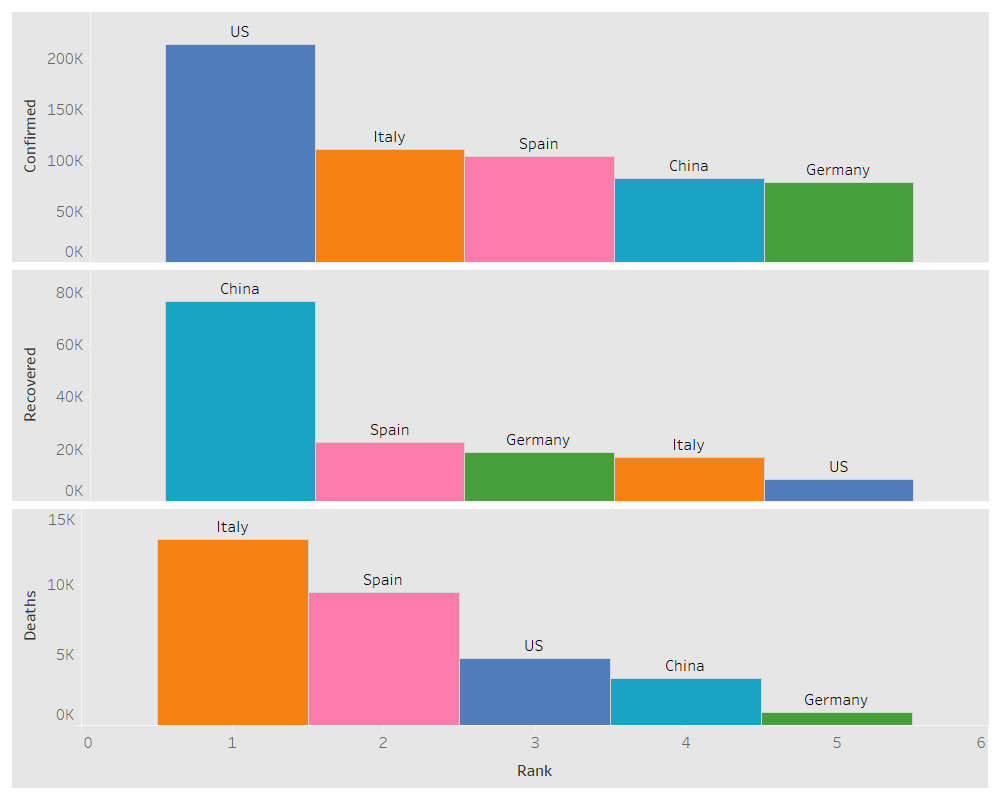 US
200K
Italy
150K
Spain
Confirmed
China
Germany
100K
50K
0K
China
80K
60K
Recovered
40K
Spain
Germany
Italy
20K
US
0K
15K
Italy
Spain
10K
Deaths
US
5K
China
Germany
0K
0 1 2 3 4 5 6
Rank